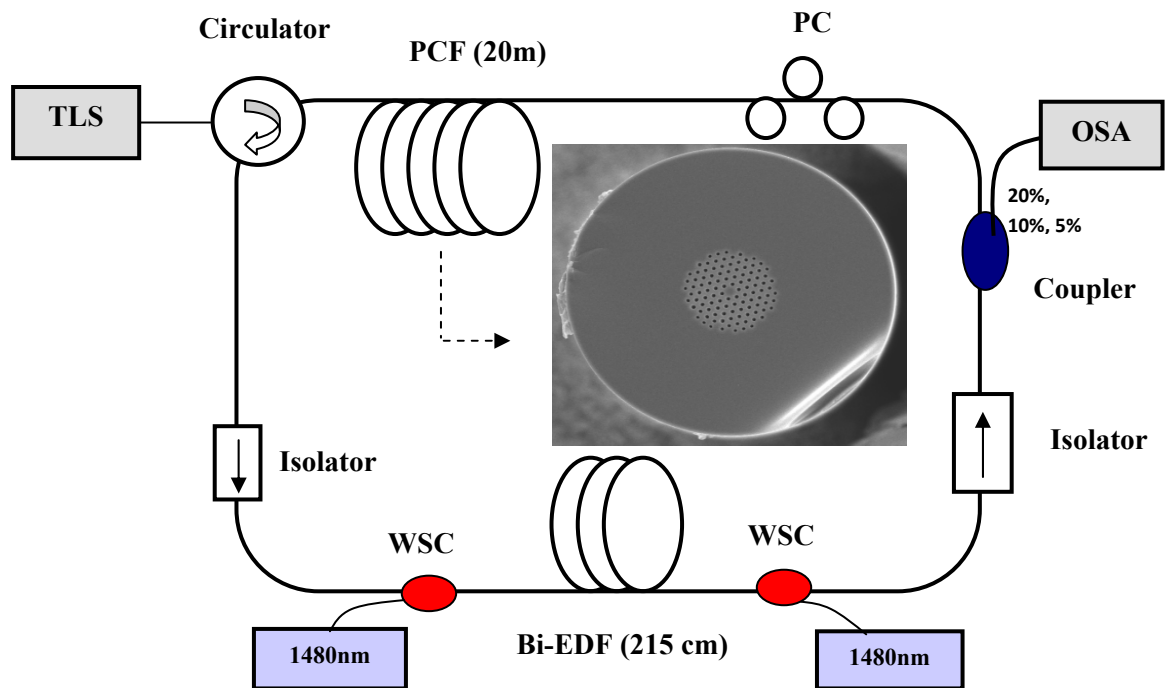 Circulator
PCF (20m)
PC
TLS
OSA
20%,
10%, 5%
Coupler
Isolator
Isolator
WSC
WSC
1480nm
Bi-EDF (215 cm)
1480nm